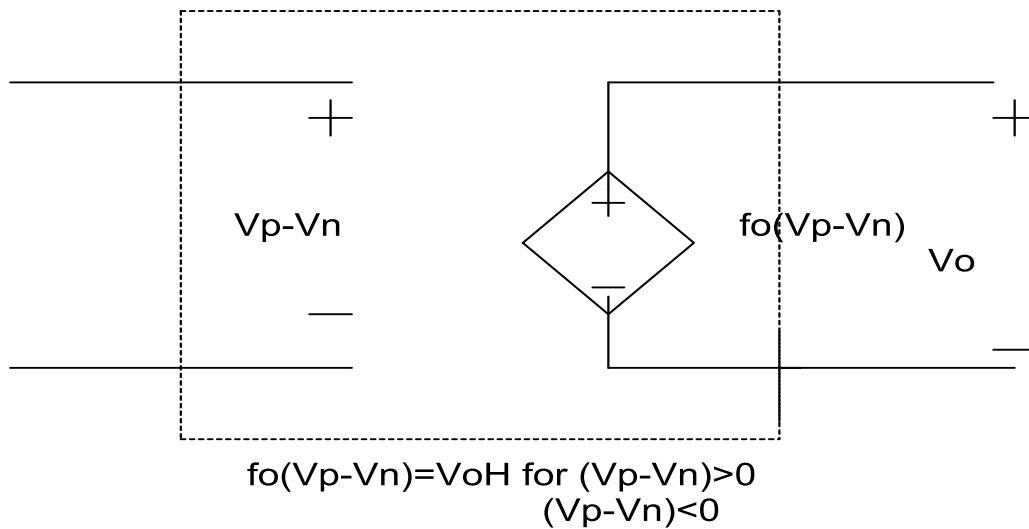 + +
Vp-Vn + fo(Vp-Vn)
Vo
− − −
fo(Vp-Vn)=VoH for (Vp-Vn)>0
(Vp-Vn)<0